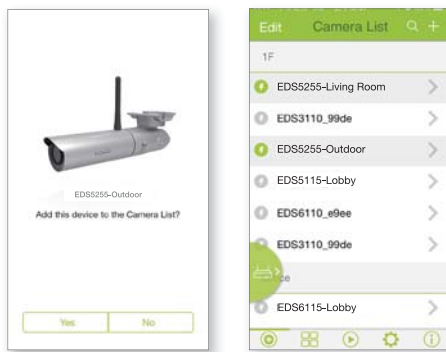 EDS5255-Outdoor
Add this device to the Camera List?
Yes
No
Edit
Camera List
1F
EDS5255-Living Room
EDS3110_99de
EDS5255-Outdoor
EDS5115-Lobby
EDS6110_e9ee
EDS3110_99de
EDS6115-Lobby